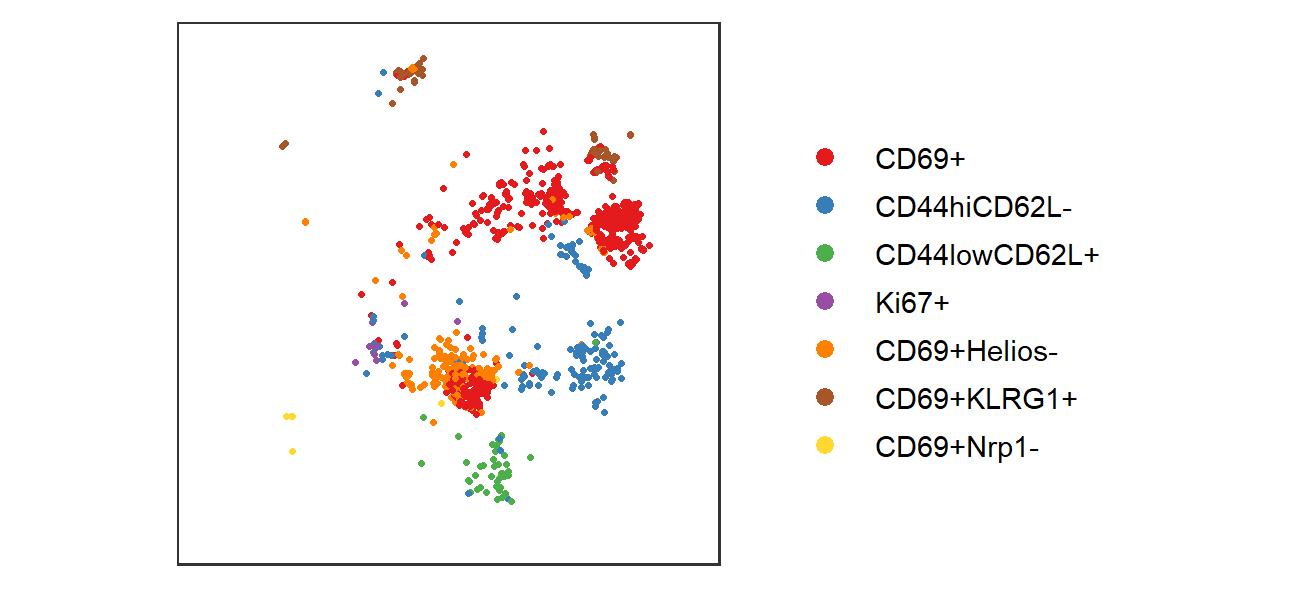 CD69+
CD44hiCD62L-
CD44lowCD62L+
Ki67+
CD69+Helios-
CD69+KLRG1+
CD69+Nrp1-